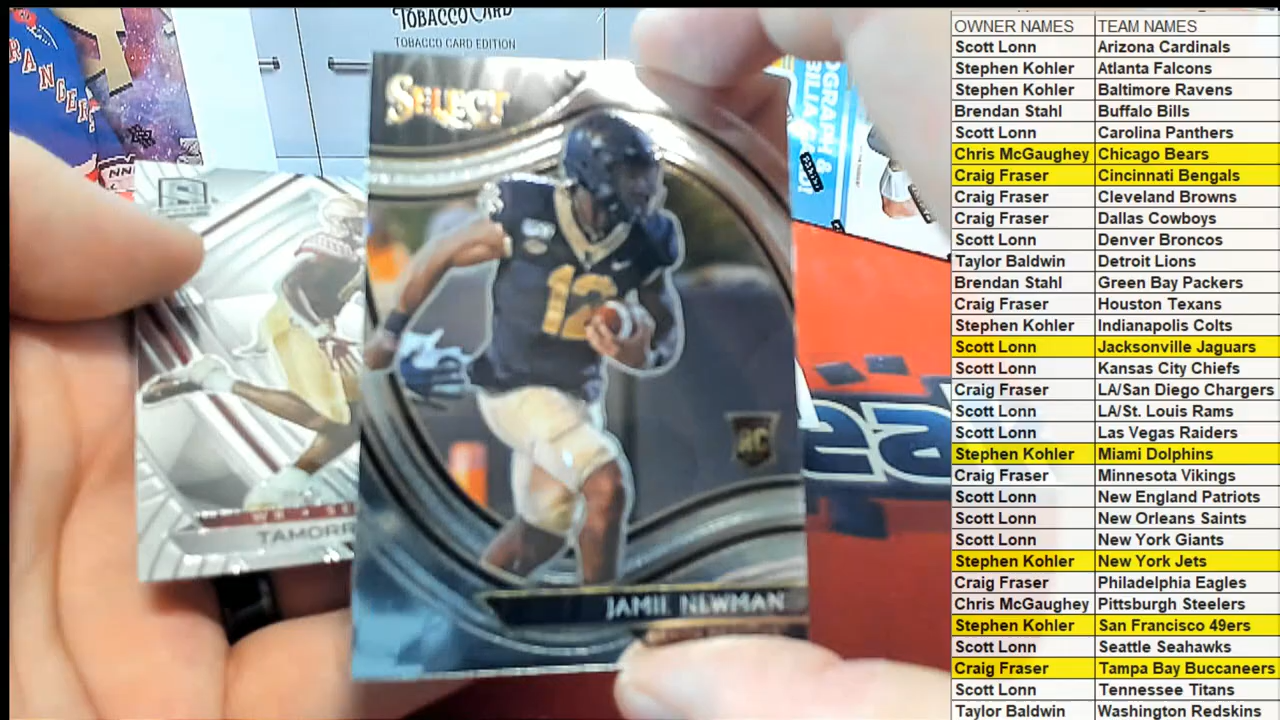 TOBACCO CARD
TOBACCO CARD EDITION
RANGERS
SELECT
12
RC
TAMORR
JAMIE NEWMAN
OWNER NAMES TEAM NAMES
Scott Lonn Arizona Cardinals
Stephen Kohler Atlanta Falcons
Stephen Kohler Baltimore Ravens
Brendan Stahl Buffalo Bills
Scott Lonn Carolina Panthers
Chris McGaughey Chicago Bears
Craig Fraser Cincinnati Bengals
Craig Fraser Cleveland Browns
Craig Fraser Dallas Cowboys
Scott Lonn Denver Broncos
Taylor Baldwin Detroit Lions
Brendan Stahl Green Bay Packers
Craig Fraser Houston Texans
Stephen Kohler Indianapolis Colts
Scott Lonn Jacksonville Jaguars
Scott Lonn Kansas City Chiefs
Craig Fraser LA/San Diego Chargers
Scott Lonn LA/St. Louis Rams
Scott Lonn Las Vegas Raiders
Stephen Kohler Miami Dolphins
Craig Fraser Minnesota Vikings
Scott Lonn New England Patriots
Scott Lonn New Orleans Saints
Scott Lonn New York Giants
Stephen Kohler New York Jets
Craig Fraser Philadelphia Eagles
Chris McGaughey Pittsburgh Steelers
Stephen Kohler San Francisco 49ers
Scott Lonn Seattle Seahawks
Craig Fraser Tampa Bay Buccaneers
Scott Lonn Tennessee Titans
Taylor Baldwin Washington Redskins